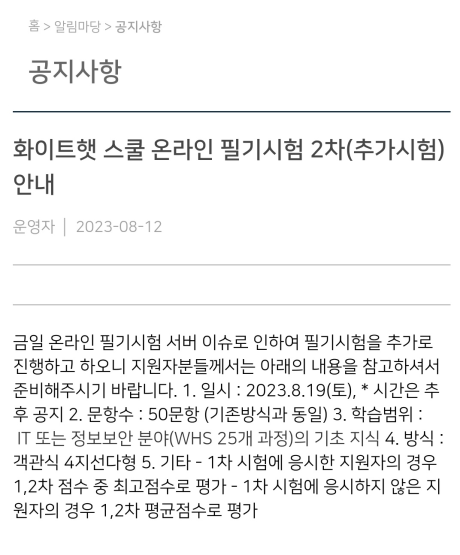 홈 > 알림마당 > 공지사항
공지사항
화이트햇 스쿨 온라인 필기시험 2차(추가시험)
안내
운영자 │ 2023-08-12
금일 온라인 필기시험 서버 이슈로 인하여 필기시험을 추가로
진행하고 하오니 지원자분들께서는 아래의 내용을 참고하셔서
준비해주시기 바랍니다. 1. 일시 : 2023.8.19(토), * 시간은 추
후 공지 2. 문항수 : 50문항 (기존방식과 동일) 3. 학습범위 :
IT 또는 정보보안 분야(WHS 25개 과정)의 기초 지식 4. 방식 :
객관식 4지선다형 5. 기타 - 1차 시험에 응시한 지원자의 경우
1,2차 점수 중 최고점수로 평가 - 1차 시험에 응시하지 않은 지
원자의 경우 1,2차 평균점수로 평가